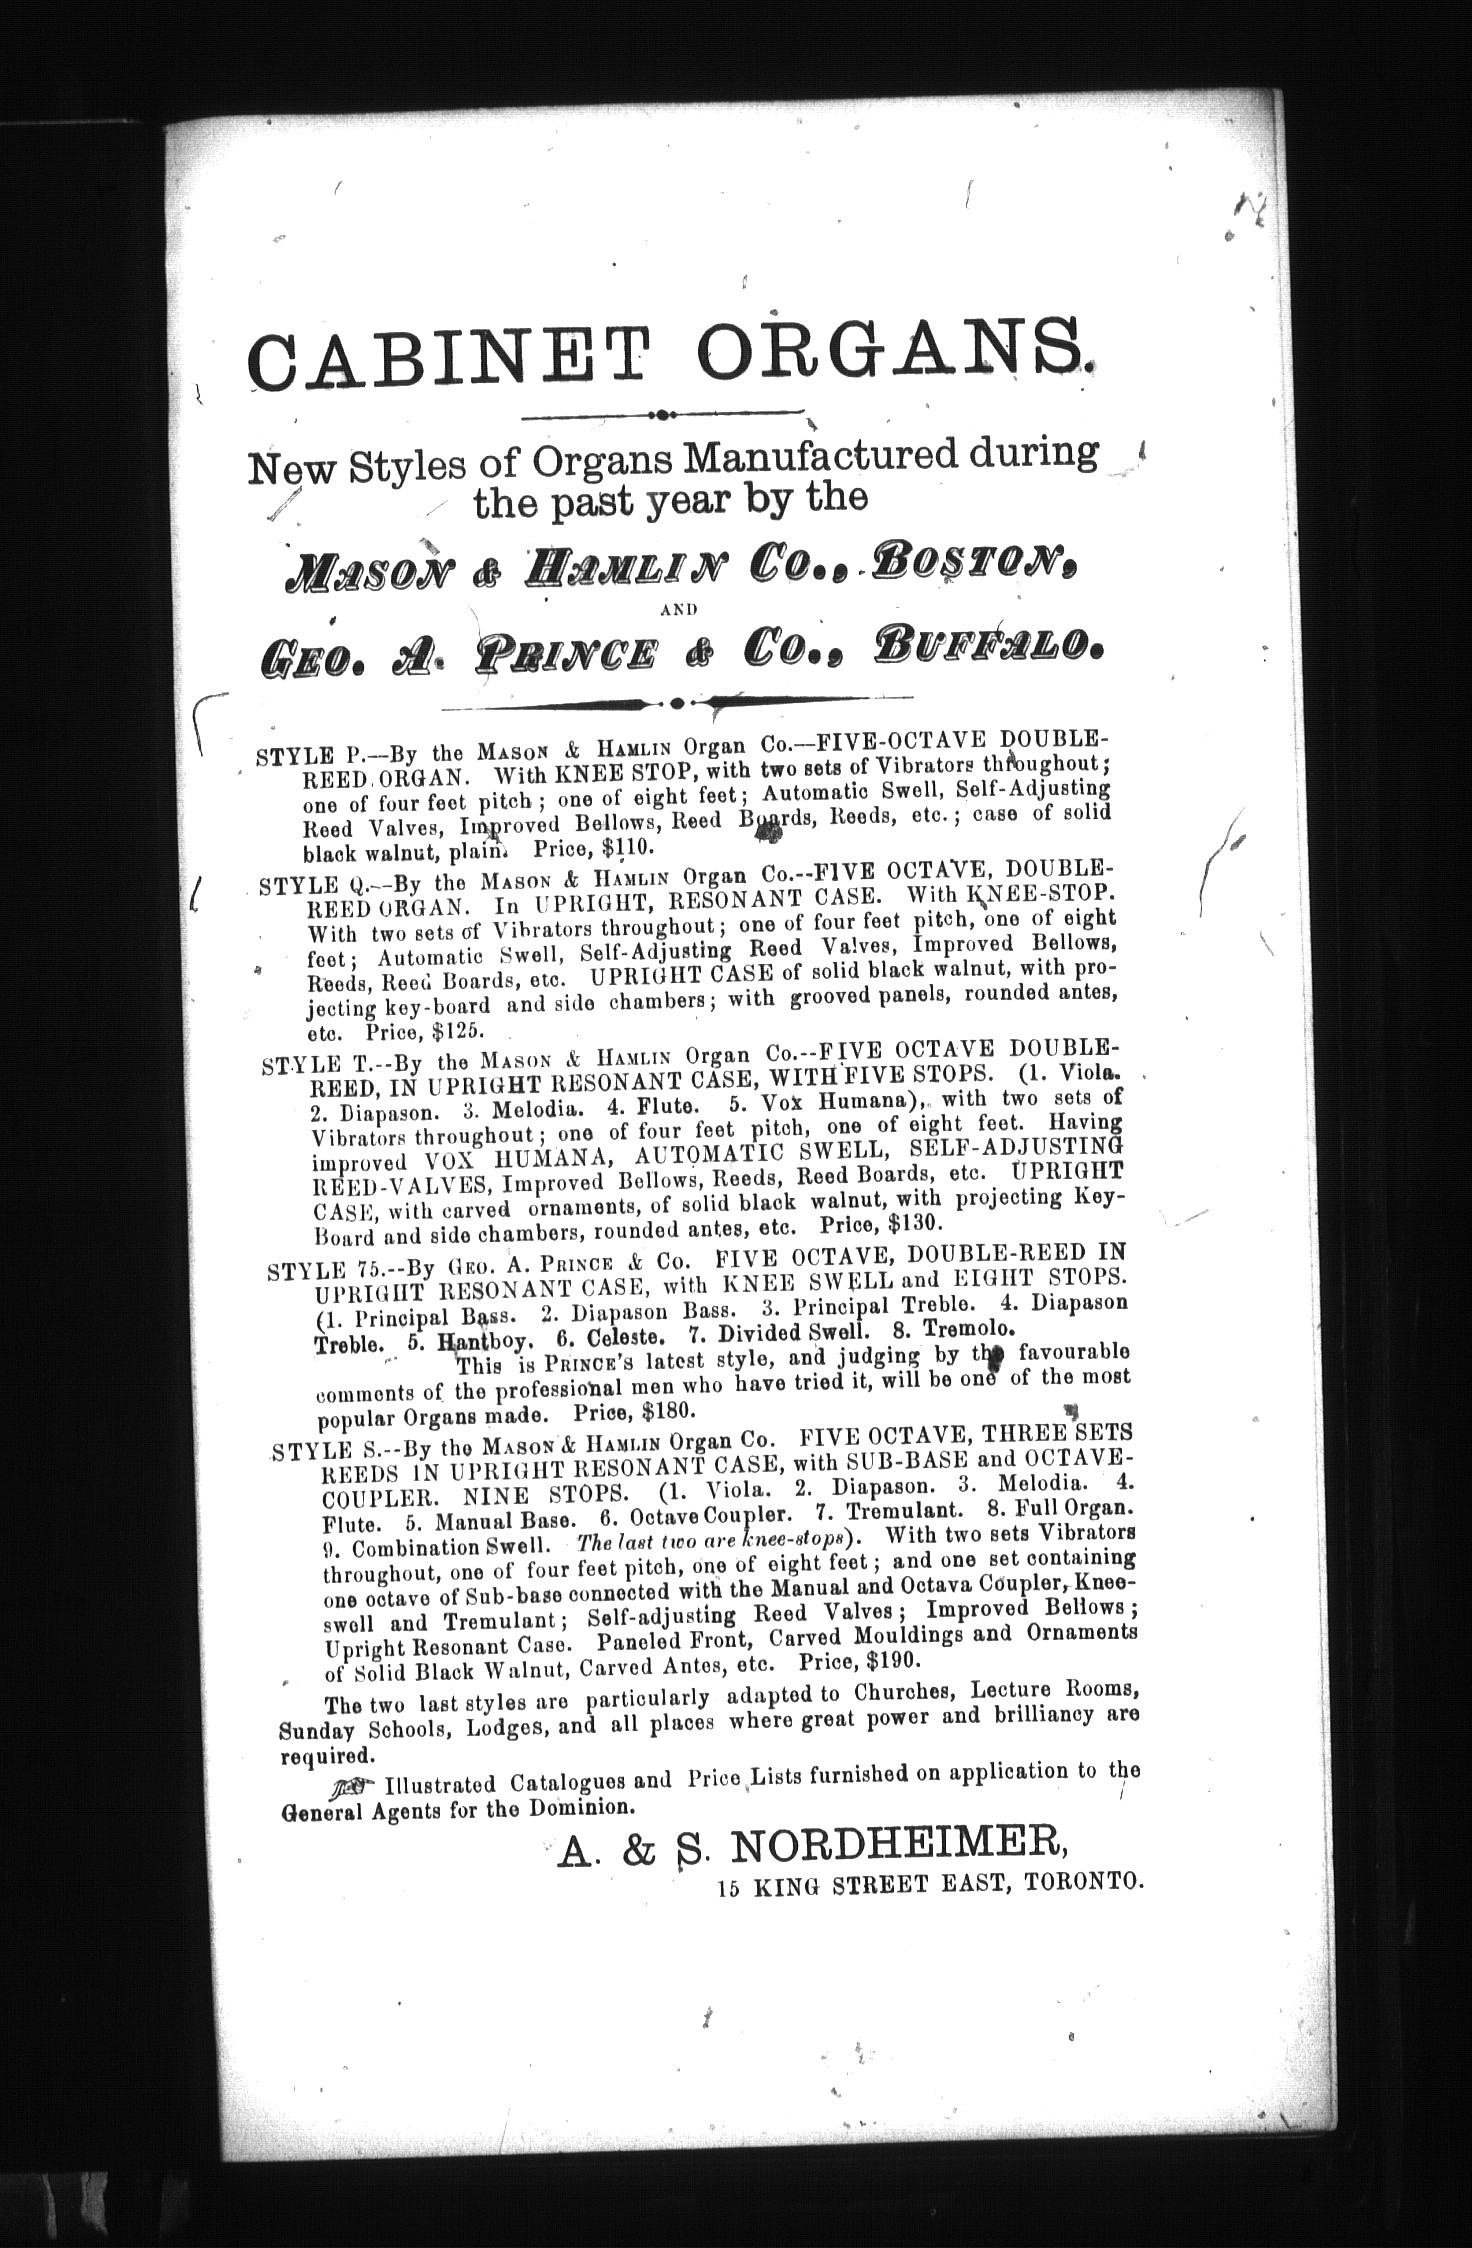 CABINET ORGANS.
New Styles of Organs Manufactured during
the past year by the
MASON & HAMLIN CO., BOSTON,
AND
GEO. A. PRINCE & CO., BUFFALO.
STYLE P.—By the MASON & HAMLIN Organ Co.—FIVE-OCTAVE DOUBLE-
REED ORGAN. With KNEE STOP, with two sets of Vibrators throughout;
one of four feet pitch; one of eight feet; Automatic Swell, Self-Adjusting
Reed Valves, Improved Bellows, Reed Boards, Reeds, etc.; case of solid
black walnut, plain. Price, $110.
STYLE Q.--By the MASON & HAMLIN Organ Co.--FIVE OCTAVE, DOUBLE-
REED ORGAN. In UPRIGHT, RESONANT CASE. With KNEE-STOP.
With two sets of Vibrators throughout; one of four feet pitch, one of eight
feet; Automatic Swell, Self-Adjusting Reed Valves, Improved Bellows,
Reeds, Reed Boards, etc. UPRIGHT CASE of solid black walnut, with pro-
jecting key-board and side chambers; with grooved panels, rounded antes,
etc. Price, $125.
STYLE T.--By the MASON & HAMLIN Organ Co.--FIVE OCTAVE DOUBLE-
REED, IN UPRIGHT RESONANT CASE, WITH FIVE STOPS. (1. Viola.
2. Diapason. 3. Melodia. 4. Flute. 5. Vox Humana), with two sets of
Vibrators throughout; one of four feet pitch, one of eight feet. Having
improved VOX HUMANA, AUTOMATIC SWELL, SELF-ADJUSTING
REED-VALVES, Improved Bellows, Reeds, Reed Boards, etc. UPRIGHT
CASE, with carved ornaments, of solid black walnut, with projecting Key-
Board and side chambers, rounded antes, etc. Price, $130.
STYLE 75.--By GEO. A. PRINCE & CO. FIVE OCTAVE, DOUBLE-REED IN
UPRIGHT RESONANT CASE, with KNEE SWELL and EIGHT STOPS.
(1. Principal Bass. 2. Diapason Bass. 3. Principal Treble. 4. Diapason
Treble. 5. Hantboy. 6. Celeste. 7. Divided Swell. 8. Tremolo.
This is PRINCE'S latest style, and judging by the favourable
comments of the professional men who have tried it, will be one of the most
popular Organs made. Price, $180.
STYLE S.--By the MASON & HAMLIN Organ Co. FIVE OCTAVE, THREE SETS
REEDS IN UPRIGHT RESONANT CASE, with SUB-BASE and OCTAVE-
COUPLER. NINE STOPS. (1. Viola. 2. Diapason. 3. Melodia. 4.
Flute. 5. Manual Base. 6. Octave Coupler. 7. Tremulant. 8. Full Organ.
9. Combination Swell. The last two are knee-stops). With two sets Vibrators
throughout, one of four feet pitch, one of eight feet; and one set containing
one octave of Sub-base connected with the Manual and Octava Coupler, Knee-
swell and Tremulant; Self-adjusting Reed Valves; Improved Bellows;
Upright Resonant Case. Paneled Front, Carved Mouldings and Ornaments
of Solid Black Walnut, Carved Antes, etc. Price, $190.
The two last styles are particularly adapted to Churches, Lecture Rooms,
Sunday Schools, Lodges, and all places where great power and brilliancy are
required.
Illustrated Catalogues and Price Lists furnished on application to the
General Agents for the Dominion.
A. & S. NORDHEIMER,
15 KING STREET EAST, TORONTO.